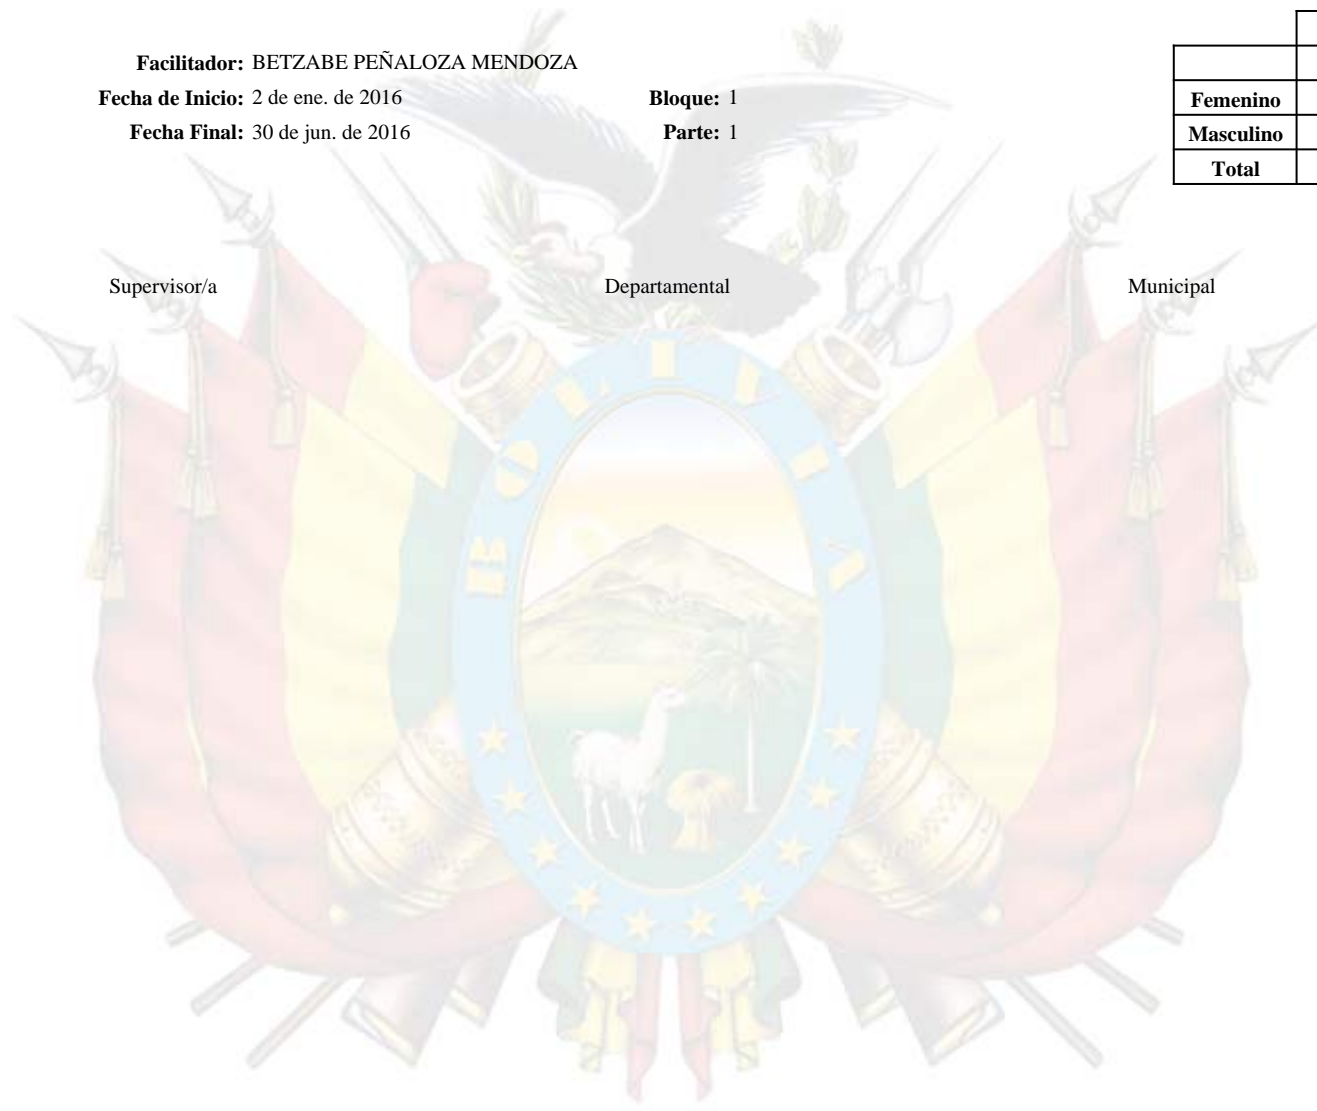 Facilitador: BETZABE PEÑALOZA MENDOZA
Fecha de Inicio: 2 de ene. de 2016 Bloque: 1
Fecha Final: 30 de jun. de 2016 Parte: 1
Femenino
Masculino
Total
Supervisor/a Departamental Municipal
BOLIVIA